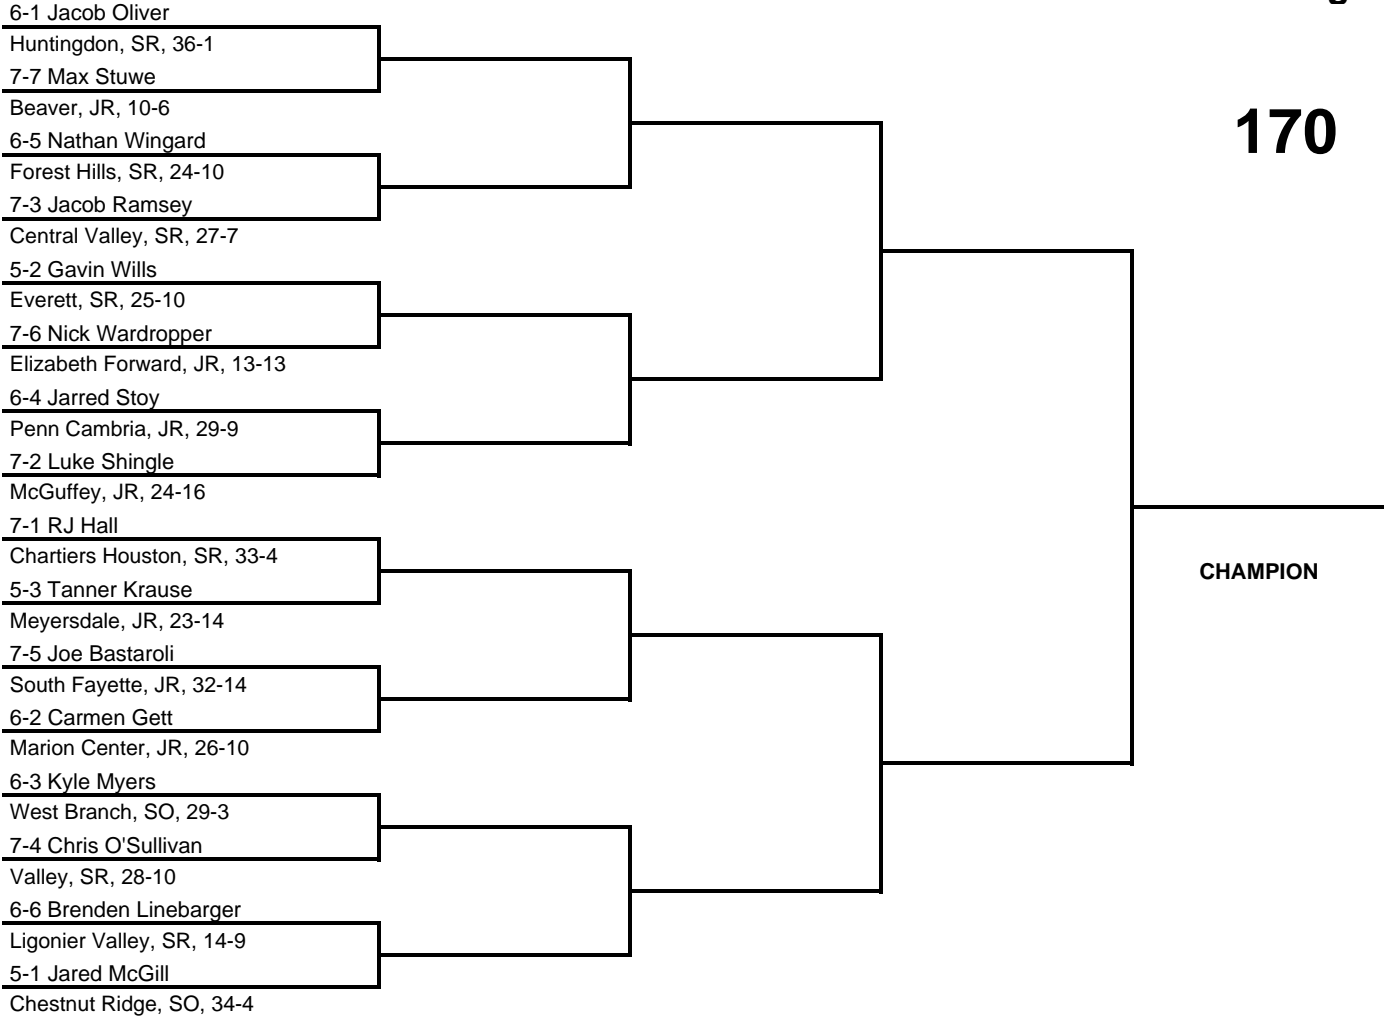 6-1 Jacob Oliver
Huntingdon, SR, 36-1
7-7 Max Stuwe
Beaver, JR, 10-6
170
6-5 Nathan Wingard
Forest Hills, SR, 24-10
7-3 Jacob Ramsey
Central Valley, SR, 27-7
5-2 Gavin Wills
Everett, SR, 25-10
7-6 Nick Wardropper
Elizabeth Forward, JR, 13-13
6-4 Jarred Stoy
Penn Cambria, JR, 29-9
7-2 Luke Shingle
McGuffey, JR, 24-16
7-1 RJ Hall
Chartiers Houston, SR, 33-4
CHAMPION
5-3 Tanner Krause
Meyersdale, JR, 23-14
7-5 Joe Bastaroli
South Fayette, JR, 32-14
6-2 Carmen Gett
Marion Center, JR, 26-10
6-3 Kyle Myers
West Branch, SO, 29-3
7-4 Chris O'Sullivan
Valley, SR, 28-10
6-6 Brenden Linebarger
Ligonier Valley, SR, 14-9
5-1 Jared McGill
Chestnut Ridge, SO, 34-4